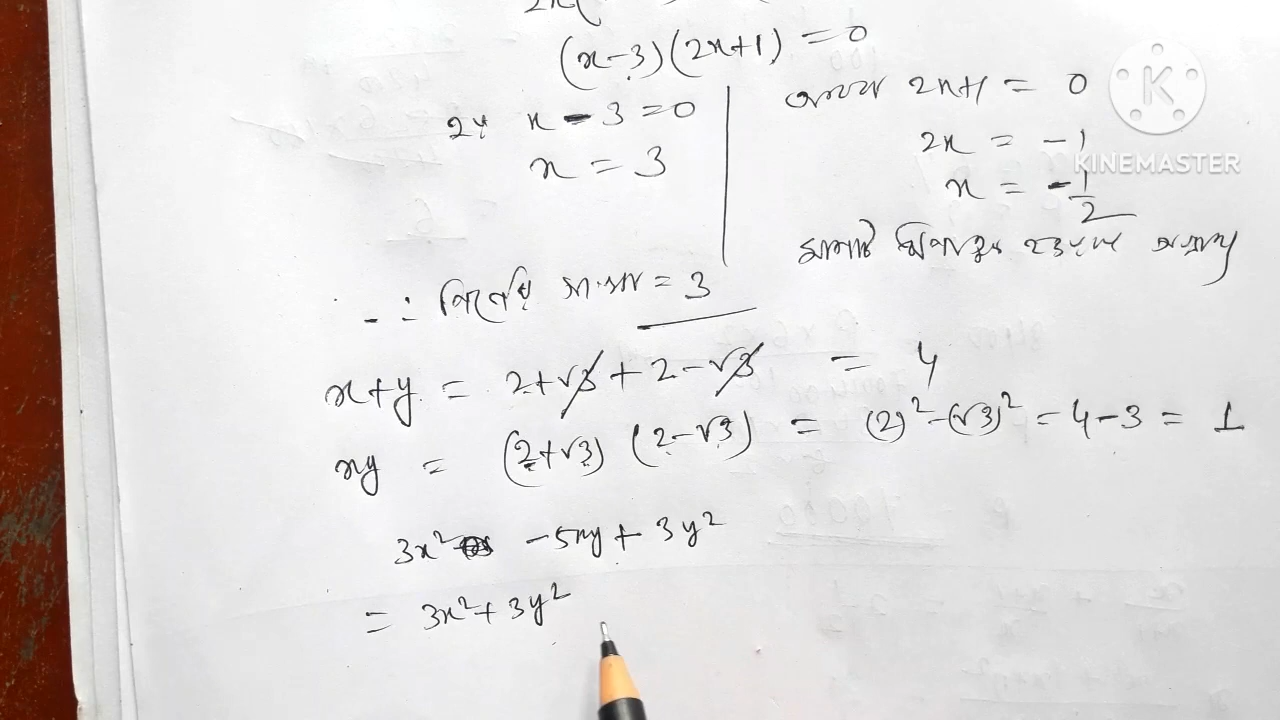 (x-3)(2x+1) = 0
হয় x - 3 = 0
x = 3
অথবা 2x+1 = 0
2x = -1
x = -1/2
∴ নির্ণেয় সংখ্যা = 3
x+y = 2+√3 + 2-√3 = 4
xy = (2+√3) (2-√3) = (2)² - (√3)² = 4-3 = 1
3x² - 5xy + 3y²
= 3x² + 3y²
KINEMASTER